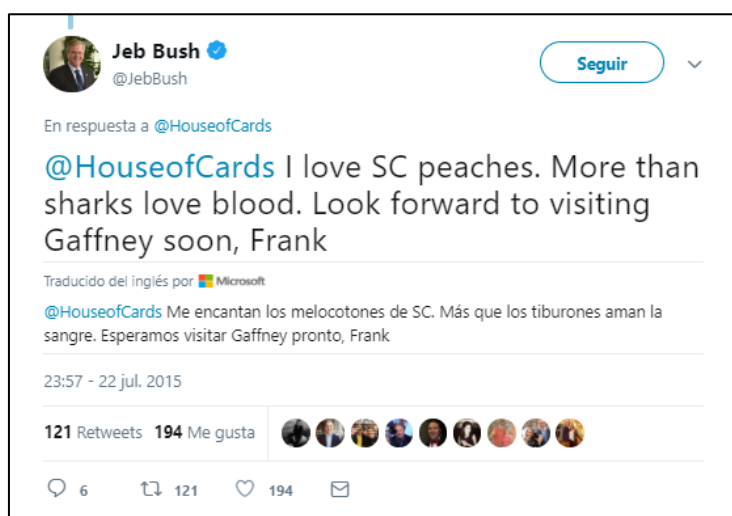 Jeb Bush
Seguir
@JebBush
En respuesta a @HouseofCards
@HouseofCards I love SC peaches. More than
sharks love blood. Look forward to visiting
Gaffney soon, Frank
Traducido del inglés por Microsoft
@HouseofCards Me encantan los melocotones de SC. Más que los tiburones aman la
sangre. Esperamos visitar Gaffney pronto, Frank
23:57 - 22 jul. 2015
121 Retweets 194 Me gusta
6 121 194